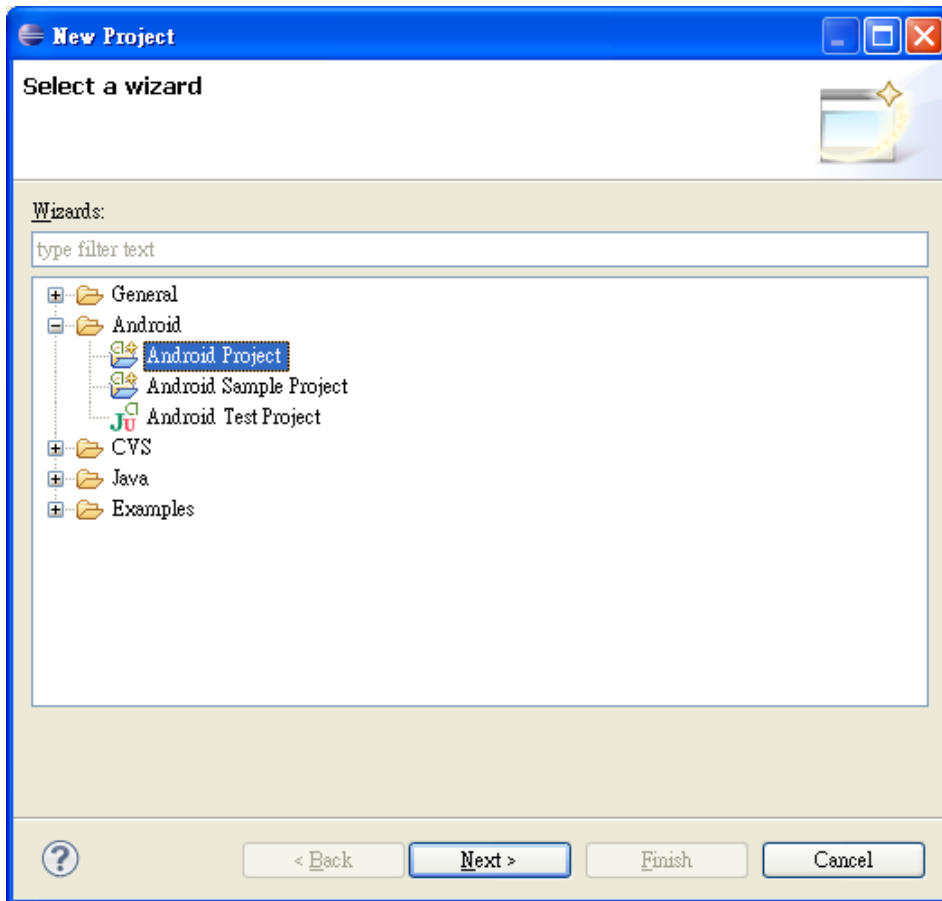 New Project
Select a wizard
Wizards:
type filter text
General
Android
Android Project
Android Sample Project
Android Test Project
CVS
Java
Examples
< Back Next > Finish Cancel